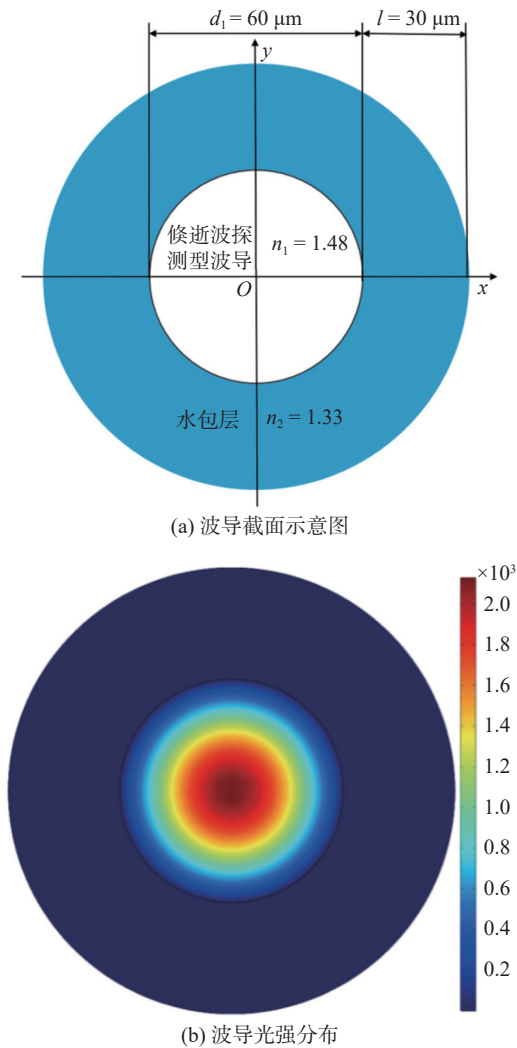 d₁ = 60 μm
l = 30 μm
y
倏逝波探
测型波导
n₁ = 1.48
O
x
水包层
n₂ = 1.33
(a) 波导截面示意图
×10³
2.0
1.8
1.6
1.4
1.2
1.0
0.8
0.6
0.4
0.2
(b) 波导光强分布